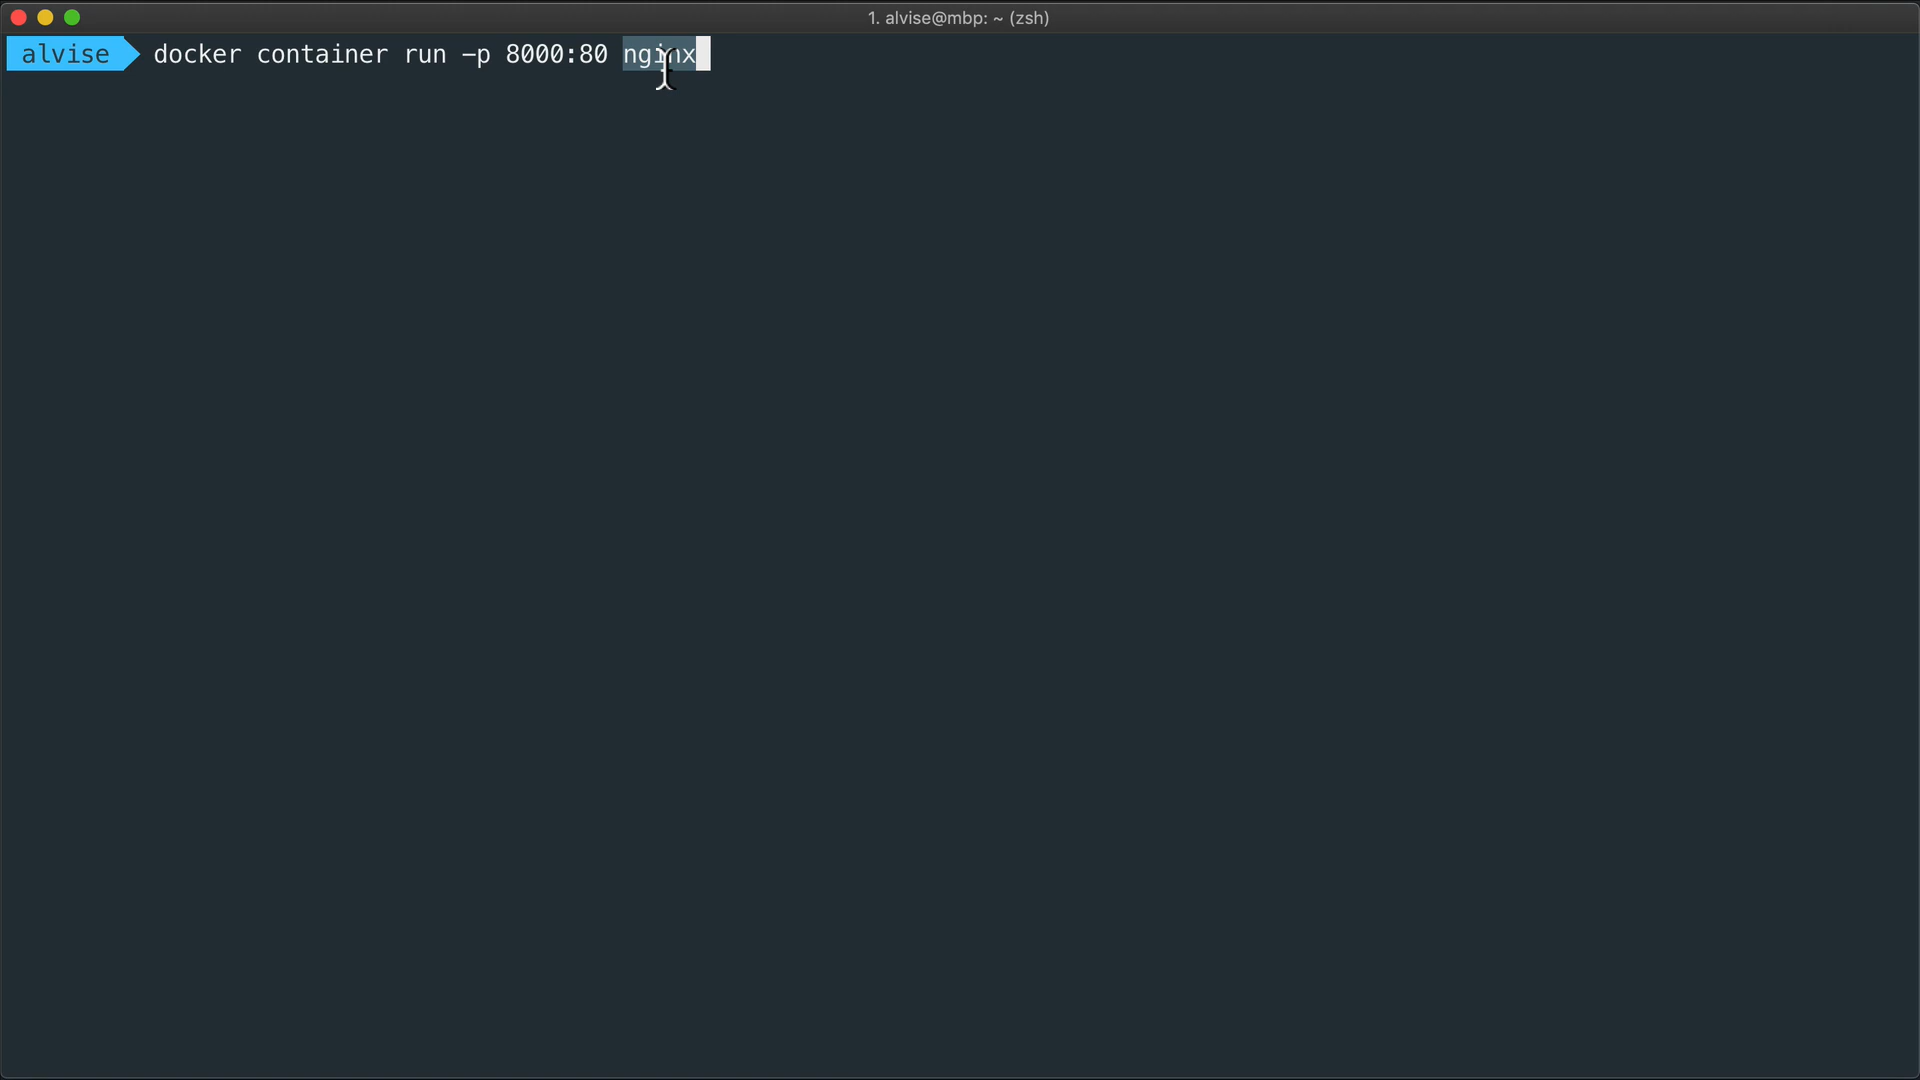 1. alvise@mbp: ~ (zsh)
alvise docker container run -p 8000:80 nginx